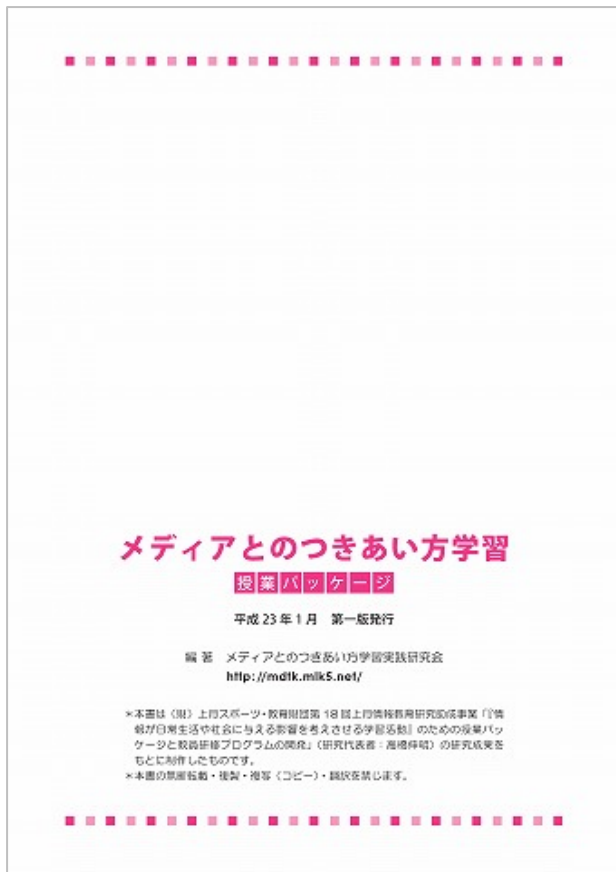 メディアとのつきあい方学習
授業パッケージ
平成23年1月　第一版発行
編著　メディアとのつきあい方学習実践研究会
http://mdtk.mlk5.net/
＊本書は（財）上月スポーツ・教育財団第18回上月情報教育研究助成事業「『情
報が日常生活や社会に与える影響を考えさせる学習活動』のための授業パッ
ケージと教員研修プログラムの開発」（研究代表者：高橋伸明）の研究成果を
もとに制作したものです。
＊本書の無断転載・複製・複写（コピー）・翻訳を禁じます。